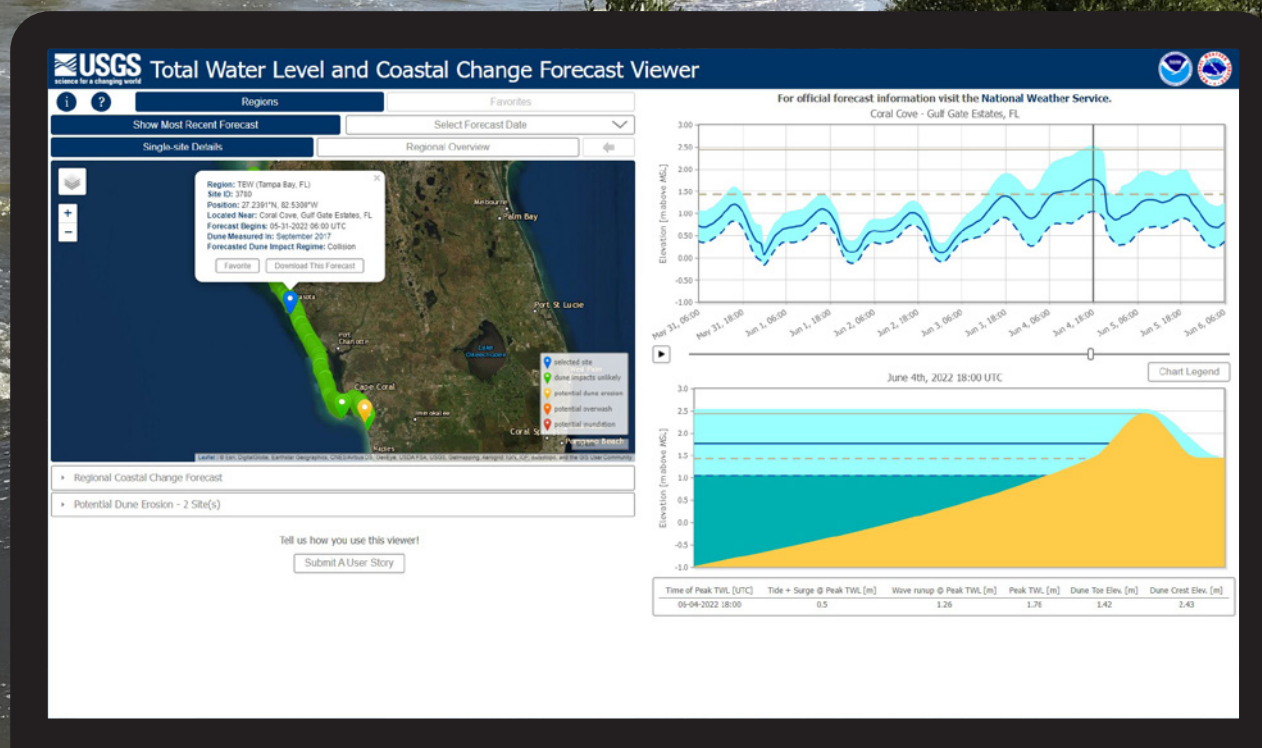 USGS
science for a changing world
Total Water Level and Coastal Change Forecast Viewer
i ?
Regions
Favorites
Show Most Recent Forecast
Select Forecast Date
Single-site Details
Regional Overview
+
−
Region: TEW (Tampa Bay, FL)
Site ID: 3780
Position: 27.2391°N, 82.5308°W
Located Near: Coral Cove, Gulf Gate Estates, FL
Forecast Begins: 05-31-2022 06:00 UTC
Dune Measured In: September 2017
Forecasted Dune Impact Regime: Collision
Favorite
Download This Forecast
Melbourne
Palm Bay
Port St Lucie
Port
Charlotte
Cape Coral
Immokalee
Naples
Pompano Beach
selected site
dune impacts unlikely
potential dune erosion
potential overwash
potential inundation
Regional Coastal Change Forecast
Potential Dune Erosion - 2 Site(s)
Tell us how you use this viewer!
Submit A User Story
For official forecast information visit the National Weather Service.
Coral Cove - Gulf Gate Estates, FL
Elevation [m above MSL]
3.00
2.50
2.00
1.50
1.00
0.50
0.00
-0.50
-1.00
May 31, 06:00
May 31, 18:00
Jun 1, 06:00
Jun 1, 18:00
Jun 2, 06:00
Jun 2, 18:00
Jun 3, 06:00
Jun 3, 18:00
Jun 4, 06:00
Jun 4, 18:00
Jun 5, 06:00
Jun 5, 18:00
Jun 6, 06:00
June 4th, 2022 18:00 UTC
Chart Legend
Elevation [m above MSL]
3.0
2.5
2.0
1.5
1.0
0.5
0.0
-0.5
-1.0
Time of Peak TWL [UTC] Tide + Surge @ Peak TWL [m] Wave runup @ Peak TWL [m] Peak TWL [m] Dune Toe Elev. [m] Dune Crest Elev. [m]
06-04-2022 18:00 0.5 1.26 1.76 1.42 2.43